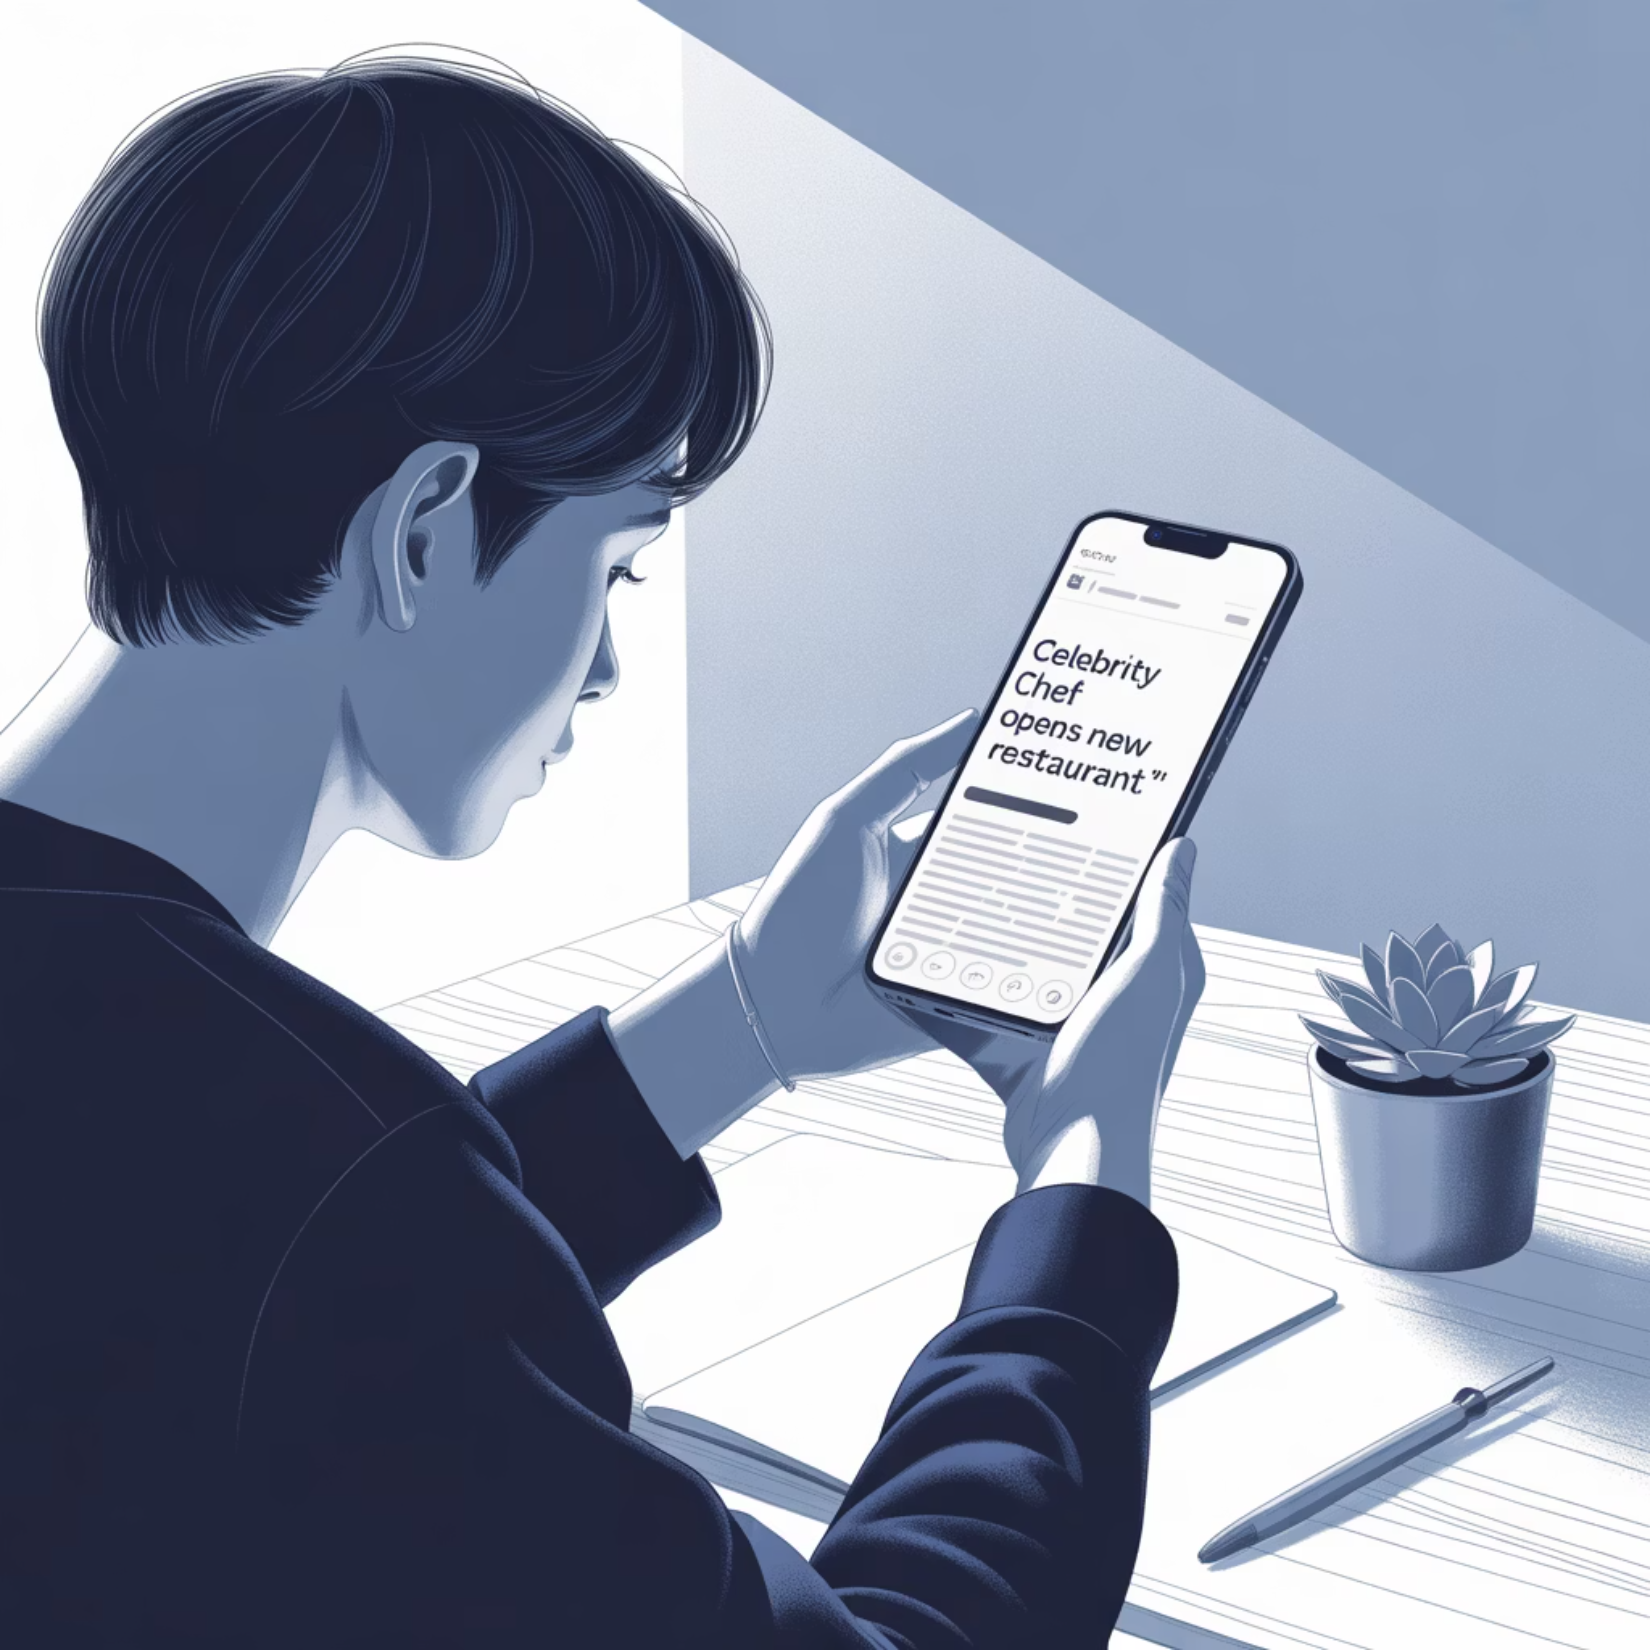 Celebrity
Chef
opens new
restaurant"'